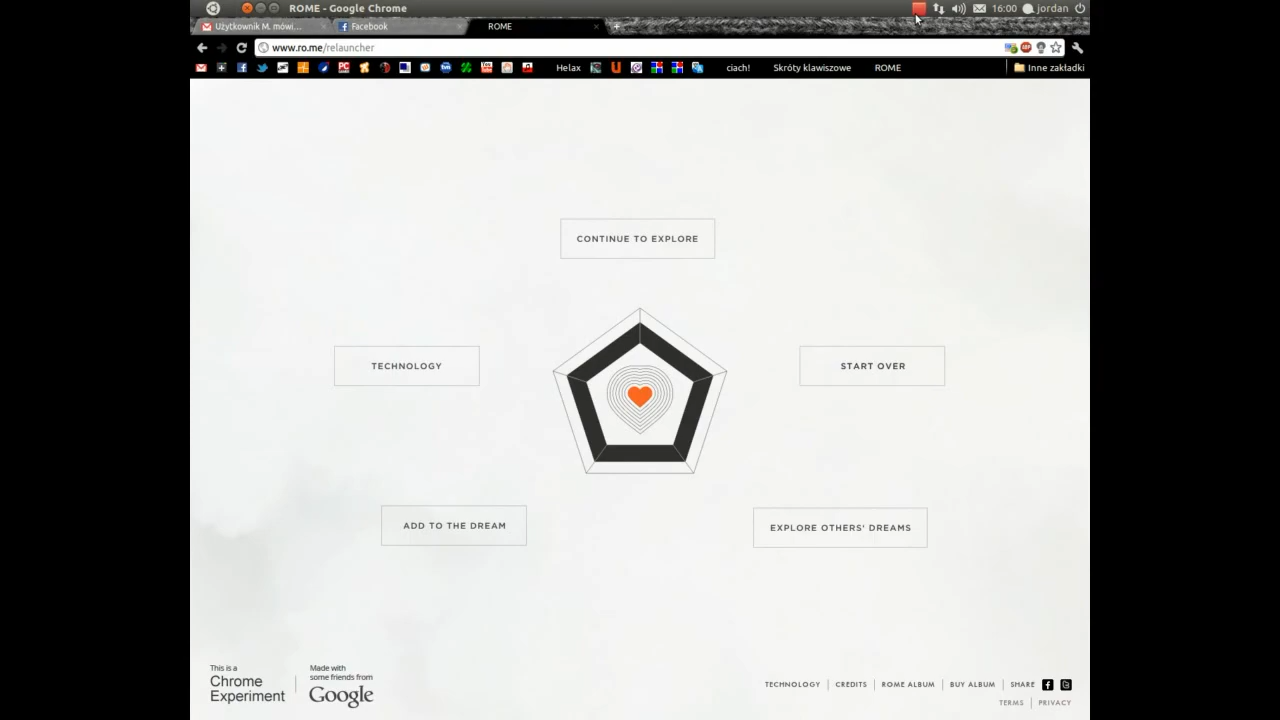 ROME - Google Chrome
16:00 jordan
Użytkownik M. mówi...
Facebook
ROME
www.ro.me/relauncher
Helax
ciach!
Skróty klawiszowe
ROME
Inne zakładki
CONTINUE TO EXPLORE
TECHNOLOGY
START OVER
ADD TO THE DREAM
EXPLORE OTHERS' DREAMS
This is a
Chrome
Experiment
Made with
some friends from
Google
TECHNOLOGY CREDITS ROME ALBUM BUY ALBUM SHARE
TERMS PRIVACY